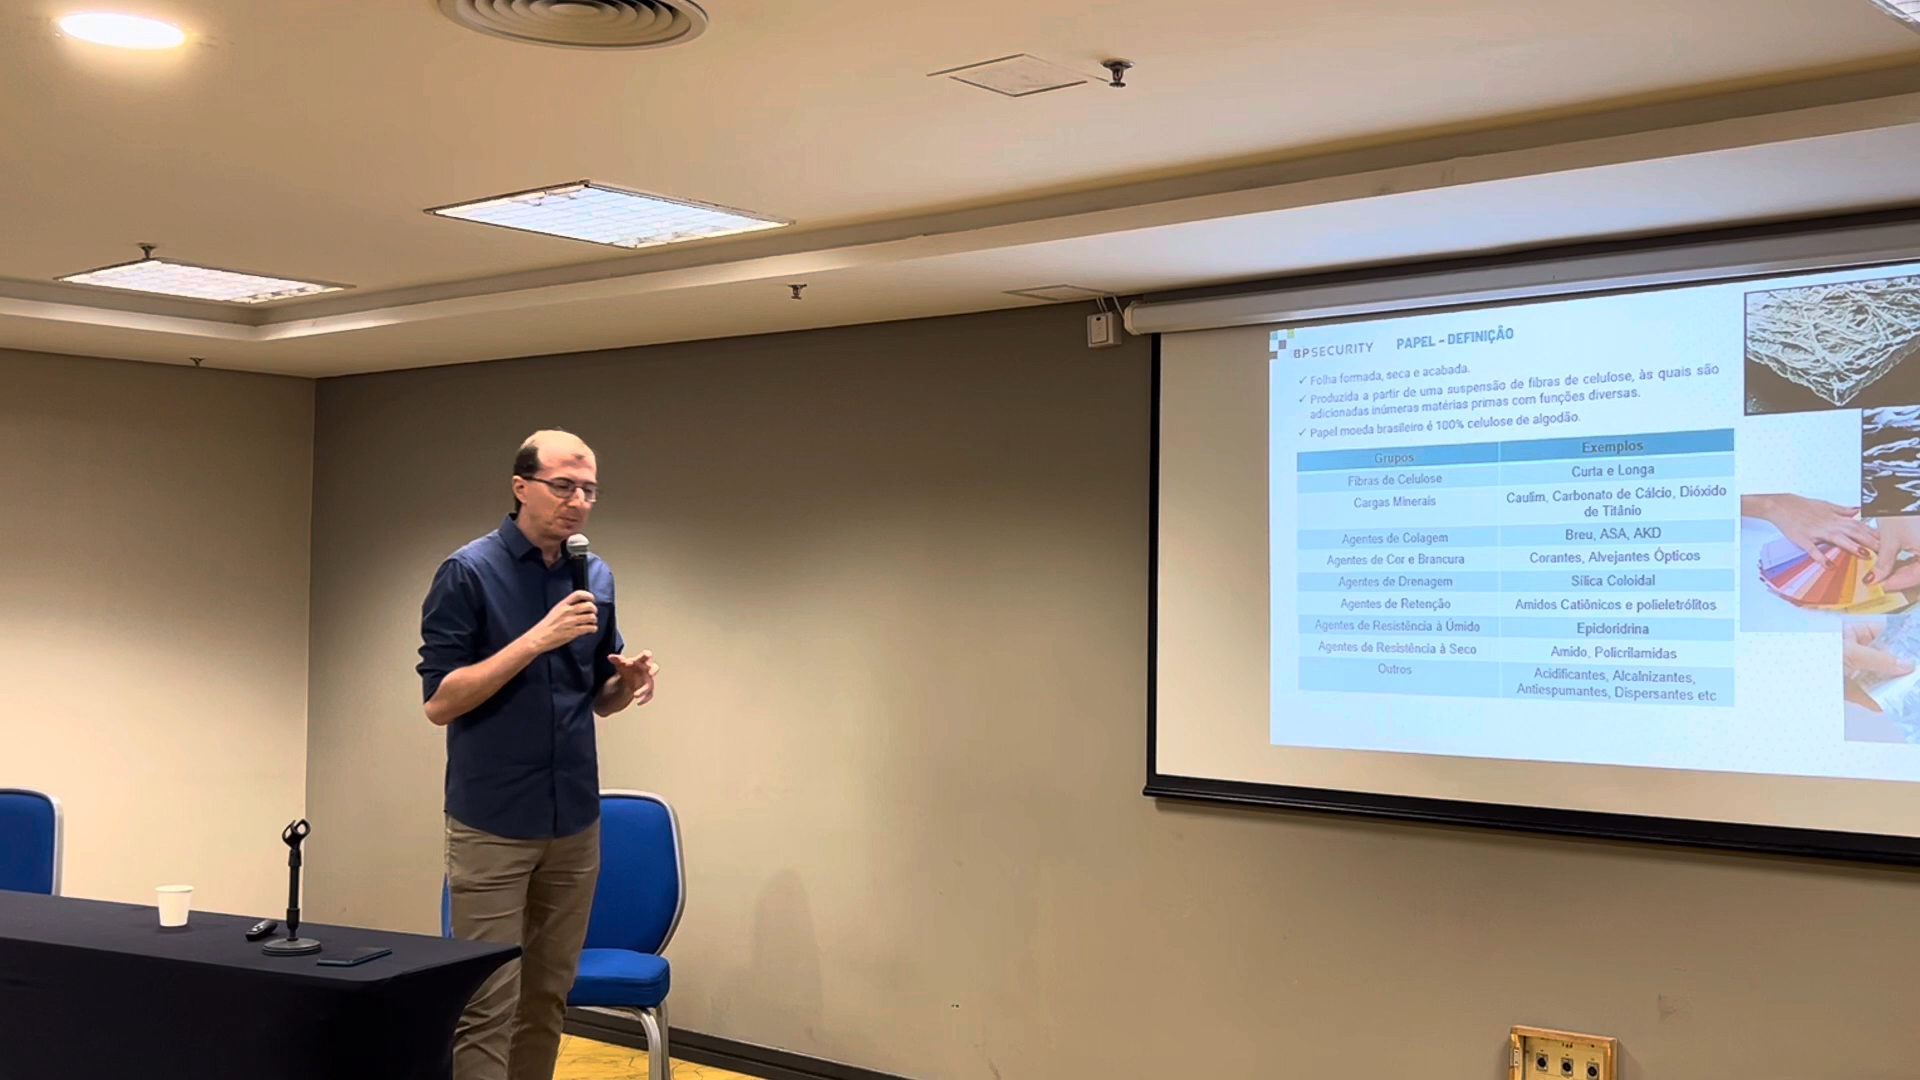 BPSECURITY
PAPEL – DEFINIÇÃO
✓ Folha formada, seca e acabada.
✓ Produzida a partir de uma suspensão de fibras de celulose, às quais são
adicionadas inúmeras matérias primas com funções diversas.
✓ Papel moeda brasileiro é 100% celulose de algodão.
Grupos
Exemplos
Fibras de Celulose
Curta e Longa
Cargas Minerais
Caulim, Carbonato de Cálcio, Dióxido
de Titânio
Agentes de Colagem
Breu, ASA, AKD
Agentes de Cor e Brancura
Corantes, Alvejantes Ópticos
Agentes de Drenagem
Sílica Coloidal
Agentes de Retenção
Amidos Catiônicos e polieletrólitos
Agentes de Resistência à Úmido
Epicloridrina
Agentes de Resistência à Seco
Amido, Policrilamidas
Outros
Acidificantes, Alcalnizantes,
Antiespumantes, Dispersantes etc